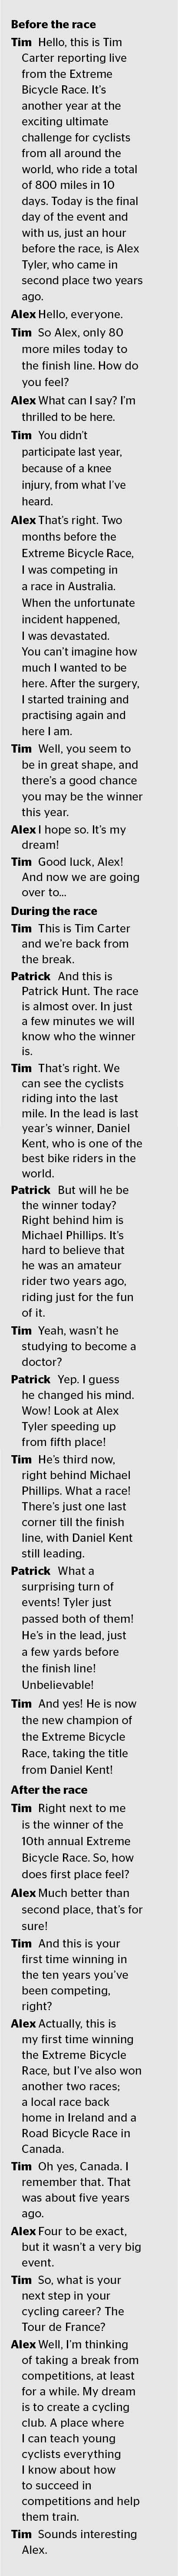 Before the race
Tim Hello, this is Tim
Carter reporting live
from the Extreme
Bicycle Race. It's
another year at the
exciting ultimate
challenge for cyclists
from all around the
world, who ride a total
of 800 miles in 10
days. Today is the final
day of the event and
with us, just an hour
before the race, is Alex
Tyler, who came in
second place two years
ago.
Alex Hello, everyone.
Tim So Alex, only 80
more miles today to
the finish line. How do
you feel?
Alex What can I say? I'm
thrilled to be here.
Tim You didn't
participate last year,
because of a knee
injury, from what I've
heard.
Alex That's right. Two
months before the
Extreme Bicycle Race,
I was competing in
a race in Australia.
When the unfortunate
incident happened,
I was devastated.
You can't imagine how
much I wanted to be
here. After the surgery,
I started training and
practising again and
here I am.
Tim Well, you seem to
be in great shape, and
there's a good chance
you may be the winner
this year.
Alex I hope so. It's my
dream!
Tim Good luck, Alex!
And now we are going
over to...
During the race
Tim This is Tim Carter
and we're back from
the break.
Patrick And this is
Patrick Hunt. The race
is almost over. In just
a few minutes we will
know who the winner
is.
Tim That's right. We
can see the cyclists
riding into the last
mile. In the lead is last
year's winner, Daniel
Kent, who is one of the
best bike riders in the
world.
Patrick But will he be
the winner today?
Right behind him is
Michael Phillips. It's
hard to believe that
he was an amateur
rider two years ago,
riding just for the fun
of it.
Tim Yeah, wasn't he
studying to become a
doctor?
Patrick Yep. I guess
he changed his mind.
Wow! Look at Alex
Tyler speeding up
from fifth place!
Tim He's third now,
right behind Michael
Phillips. What a race!
There's just one last
corner till the finish
line, with Daniel Kent
still leading.
Patrick What a
surprising turn of
events! Tyler just
passed both of them!
He's in the lead, just
a few yards before
the finish line!
Unbelievable!
Tim And yes! He is now
the new champion of
the Extreme Bicycle
Race, taking the title
from Daniel Kent!
After the race
Tim Right next to me
is the winner of the
10th annual Extreme
Bicycle Race. So, how
does first place feel?
Alex Much better than
second place, that's for
sure!
Tim And this is your
first time winning in
the ten years you've
been competing,
right?
Alex Actually, this is
my first time winning
the Extreme Bicycle
Race, but I've also won
another two races;
a local race back
home in Ireland and a
Road Bicycle Race in
Canada.
Tim Oh yes, Canada. I
remember that. That
was about five years
ago.
Alex Four to be exact,
but it wasn't a very big
event.
Tim So, what is your
next step in your
cycling career? The
Tour de France?
Alex Well, I'm thinking
of taking a break from
competitions, at least
for a while. My dream
is to create a cycling
club. A place where
I can teach young
cyclists everything
I know about how
to succeed in
competitions and help
them train.
Tim Sounds interesting
Alex.